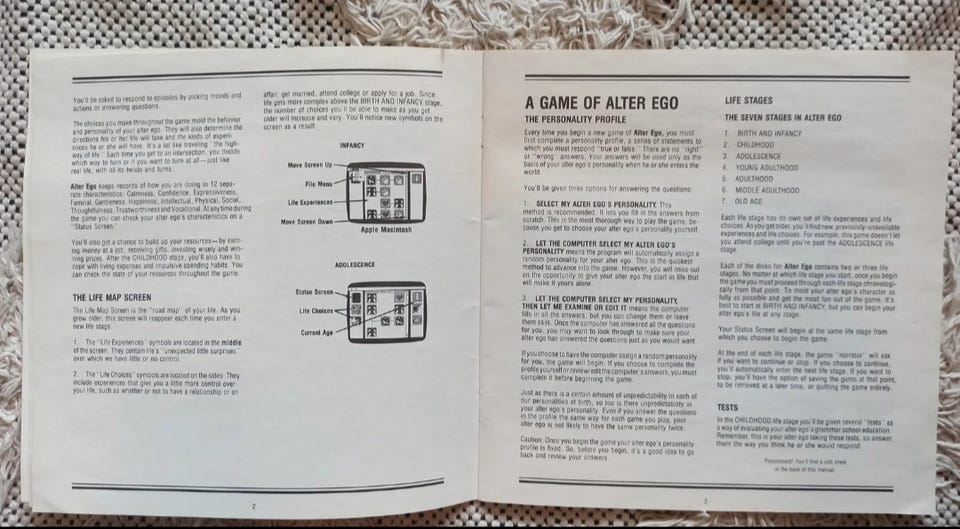 You'll be asked to respond to episodes by picking moods and
actions or answering questions.
The choices you make throughout the game mold the behavior
and personality of your alter ego. They will also determine the
directions his or her life will take and the kinds of experi-
ences he or she will have. It's a lot like traveling "the high-
way of life." Each time you get to an intersection, you decide
which way to turn or if you want to turn at all—just like
real life, with all its twists and turns.
Alter Ego keeps records of how you are doing in 12 sepa-
rate characteristics: Calmness, Confidence, Expressiveness,
Familial, Gentleness, Happiness, Intellectual, Physical, Social,
Thoughtfulness, Trustworthiness and Vocational. At any time during
the game you can check your alter ego's characteristics on a
"Status Screen."
You'll also get a chance to build up your resources—by earn-
ing money at a job, receiving gifts, investing wisely and win-
ning prizes. After the CHILDHOOD stage, you'll also have to
cope with living expenses and impulsive spending habits. You
can check the state of your resources throughout the game.
THE LIFE MAP SCREEN
The Life Map Screen is the "road map" of your life. As you
grow older, this screen will reappear each time you enter a
new life stage.
1. The "Life Experiences" symbols are located in the middle
of the screen. They contain life's "unexpected little surprises"
over which we have little or no control.
2. The "Life Choices" symbols are located on the sides. They
include experiences that give you a little more control over
your life, such as whether or not to have a relationship or an
affair, get married, attend college or apply for a job. Since
life gets more complex above the BIRTH AND INFANCY stage,
the number of choices you'll be able to make as you get
older will increase and vary. You'll notice new symbols on the
screen as a result.
INFANCY
Move Screen Up
File Menu
Life Experiences
Move Screen Down
Apple Macintosh
ADOLESCENCE
Status Screen
Life Choices
Current Age
2
A GAME OF ALTER EGO
THE PERSONALITY PROFILE
Every time you begin a new game of Alter Ego, you must
first complete a personality profile, a series of statements to
which you must respond "true or false." There are no "right"
or "wrong" answers. Your answers will be used only as the
basis of your alter ego's personality when he or she enters the
world.
You'll be given three options for answering the questions:
1. SELECT MY ALTER EGO'S PERSONALITY. This
method is recommended. It lets you fill in the answers from
scratch. This is the most thorough way to play the game, be-
cause you get to choose your alter ego's personality yourself.
2. LET THE COMPUTER SELECT MY ALTER EGO'S
PERSONALITY means the program will automatically assign a
random personality for your alter ego. This is the quickest
method to advance into the game. However, you will miss out
on the opportunity to give your alter ego the start in life that
will make it yours alone.
3. LET THE COMPUTER SELECT MY PERSONALITY,
THEN LET ME EXAMINE OR EDIT IT means the computer
fills in all the answers, but you can change them or leave
them as is. Once the computer has answered all the questions
for you, you may want to look through to make sure your
alter ego has answered the questions just as you would want.
If you choose to have the computer assign a random personality
for you, the game will begin. If you choose to complete the
profile yourself or review/edit the computer's answers, you must
complete it before beginning the game.
Just as there is a certain amount of unpredictability in each of
our personalities at birth, so too is there unpredictability in
your alter ego's personality. Even if you answer the questions
in the profile the same way for each game you play, your
alter ego is not likely to have the same personality twice.
Caution: Once you begin the game your alter ego's personality
profile is fixed. So, before you begin, it's a good idea to go
back and review your answers.
LIFE STAGES
THE SEVEN STAGES IN ALTER EGO
1. BIRTH AND INFANCY
2. CHILDHOOD
3. ADOLESCENCE
4. YOUNG ADULTHOOD
5. ADULTHOOD
6. MIDDLE ADULTHOOD
7. OLD AGE
Each life stage has its own set of life experiences and life
choices. As you get older, you'll find new, previously-unavailable
experiences and life choices. For example, this game doesn't let
you attend college until you're past the ADOLESCENCE life
stage.
Each of the disks for Alter Ego contains two or three life
stages. No matter at which life stage you start, once you begin
the game you must proceed through each life stage chronologi-
cally from that point. To mold your alter ego's character as
fully as possible and get the most fun out of the game, it's
best to start at BIRTH AND INFANCY, but you can begin your
alter ego's life at any stage.
Your Status Screen will begin at the same life stage from
which you choose to begin the game.
At the end of each life stage, the game "narrator" will ask
if you want to continue or stop. If you choose to continue,
you'll automatically enter the next life stage. If you want to
stop, you'll have the option of saving the game at that point,
to be retrieved at a later time, or quitting the game entirely.
TESTS
In the CHILDHOOD life stage you'll be given several "tests" as
a way of evaluating your alter ego's grammar school education.
Remember, this is your alter ego taking these tests, so answer
them the way you think he or she would respond.
Psssssssst! You'll find a crib sheet
at the back of this manual.
3